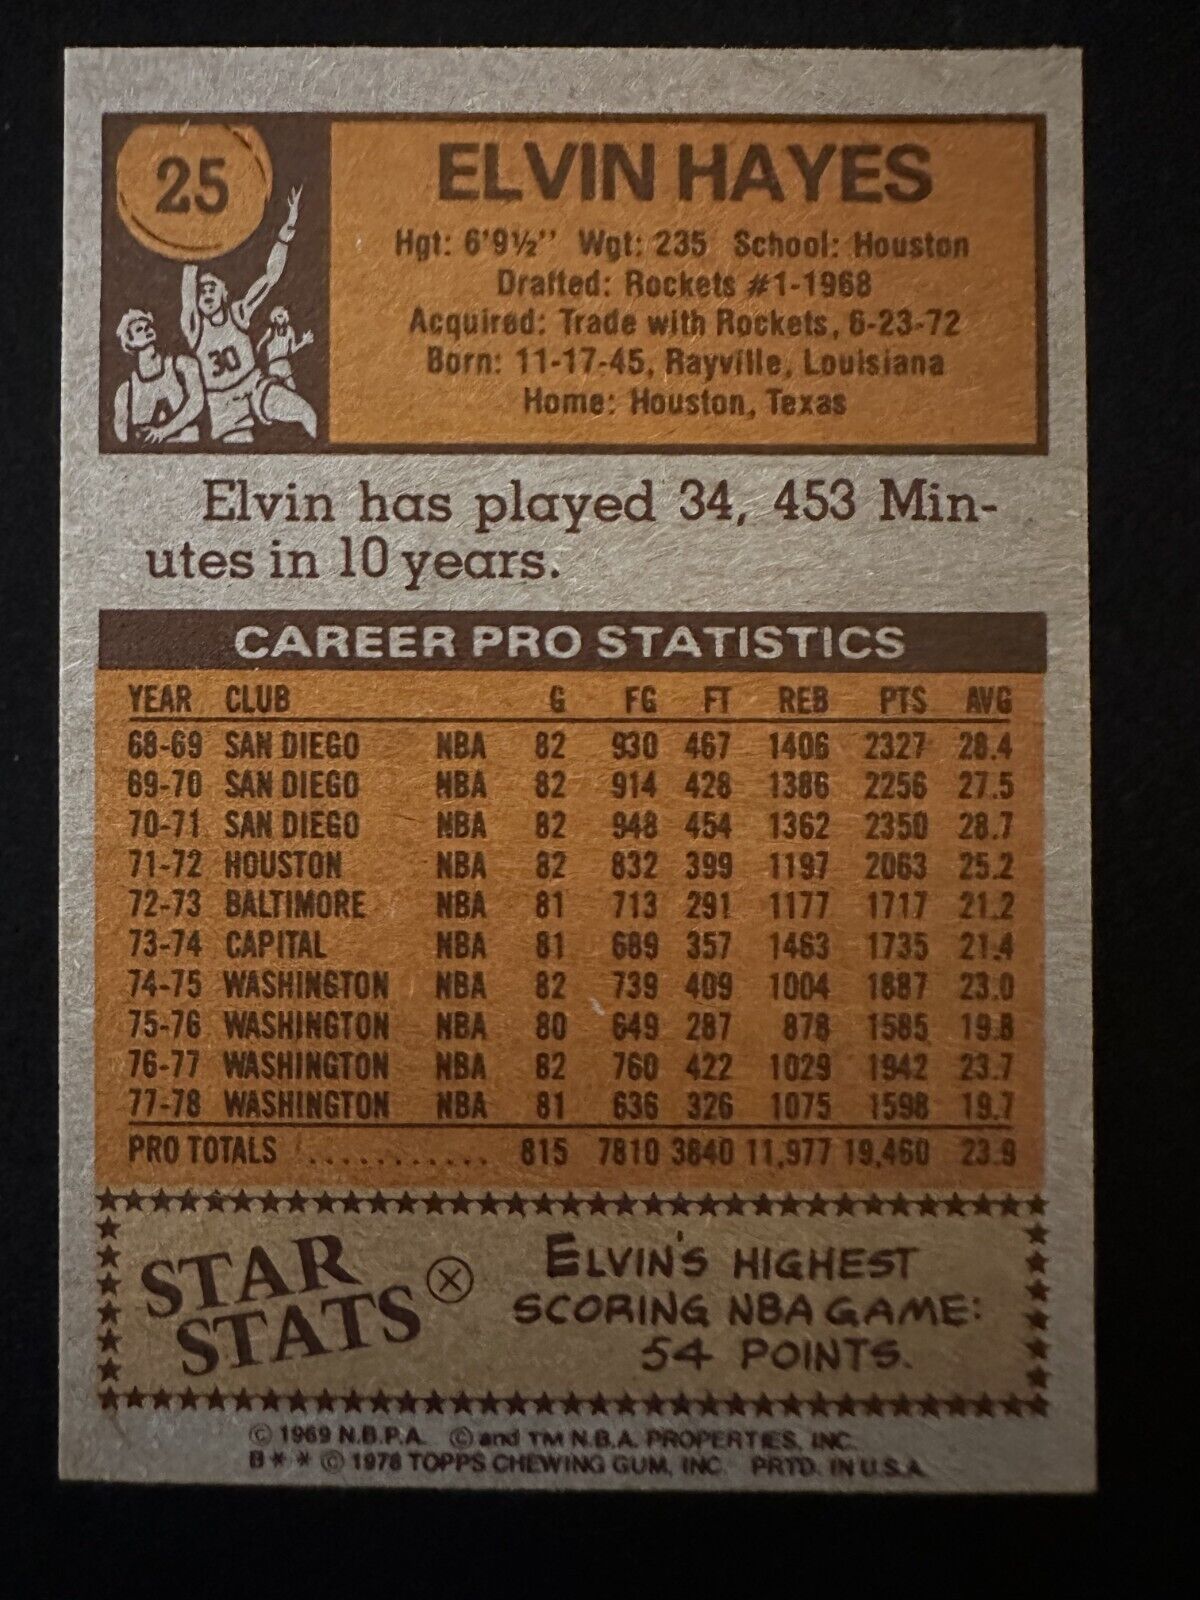 25
ELVIN HAYES
Hgt: 6'9½" Wgt: 235 School: Houston
Drafted: Rockets #1-1968
Acquired: Trade with Rockets, 6-23-72
Born: 11-17-45, Rayville, Louisiana
Home: Houston, Texas
30
Elvin has played 34, 453 Min-
utes in 10 years.
CAREER PRO STATISTICS
YEAR CLUB G FG FT REB PTS AVG
68-69 SAN DIEGO NBA 82 930 467 1406 2327 28.4
69-70 SAN DIEGO NBA 82 914 428 1386 2256 27.5
70-71 SAN DIEGO NBA 82 948 454 1362 2350 28.7
71-72 HOUSTON NBA 82 832 399 1197 2063 25.2
72-73 BALTIMORE NBA 81 713 291 1177 1717 21.2
73-74 CAPITAL NBA 81 689 357 1463 1735 21.4
74-75 WASHINGTON NBA 82 739 409 1004 1887 23.0
75-76 WASHINGTON NBA 80 649 287 878 1585 19.8
76-77 WASHINGTON NBA 82 760 422 1029 1942 23.7
77-78 WASHINGTON NBA 81 636 326 1075 1598 19.7
PRO TOTALS ........... 815 7810 3840 11,977 19,460 23.9
STAR
STATS
ELVIN'S HIGHEST
SCORING NBA GAME:
54 POINTS.
© 1969 N.B.P.A. © and TM N.B.A. PROPERTIES, INC.
B * * © 1978 TOPPS CHEWING GUM, INC. PRTD. IN U.S.A.